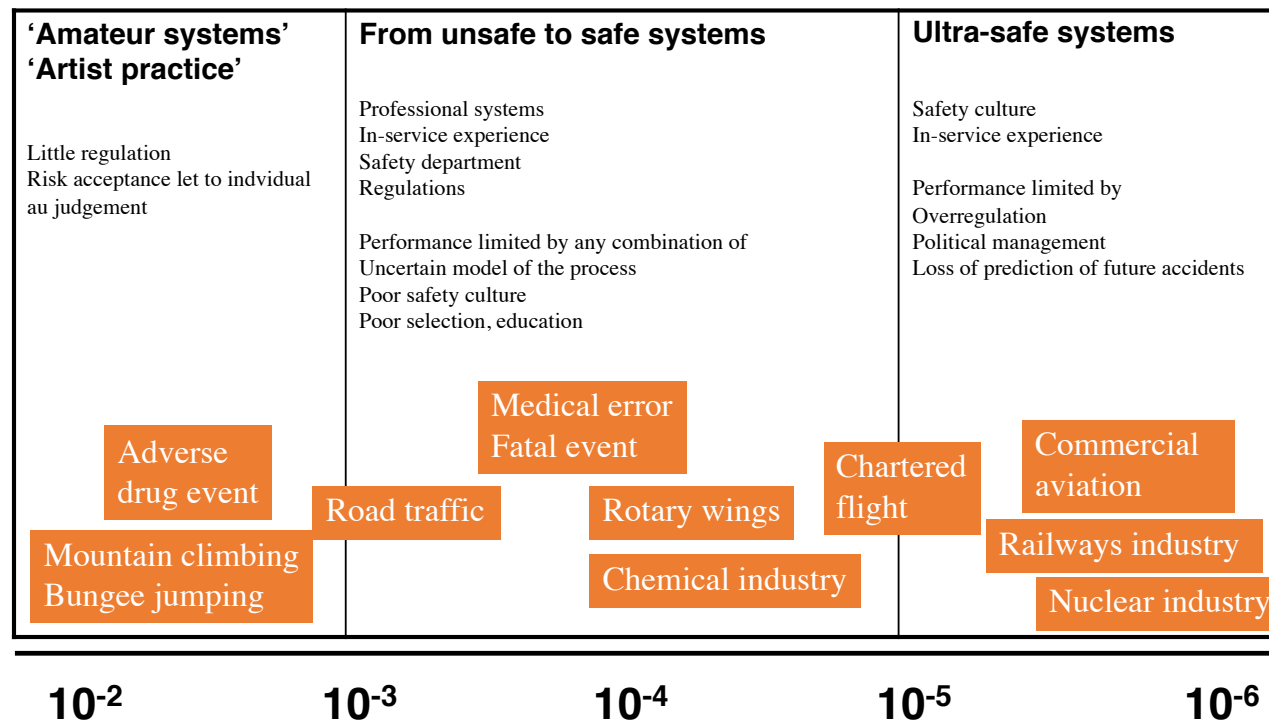 ‘Amateur systems’
‘Artist practice’
Little regulation
Risk acceptance let to indvidual
au judgement
From unsafe to safe systems
Professional systems
In-service experience
Safety department
Regulations
Performance limited by any combination of
Uncertain model of the process
Poor safety culture
Poor selection, education
Ultra-safe systems
Safety culture
In-service experience
Performance limited by
Overregulation
Political management
Loss of prediction of future accidents
Adverse
drug event
Mountain climbing
Bungee jumping
Road traffic
Medical error
Fatal event
Rotary wings
Chemical industry
Chartered
flight
Commercial
aviation
Railways industry
Nuclear industry
10⁻² 10⁻³ 10⁻⁴ 10⁻⁵ 10⁻⁶